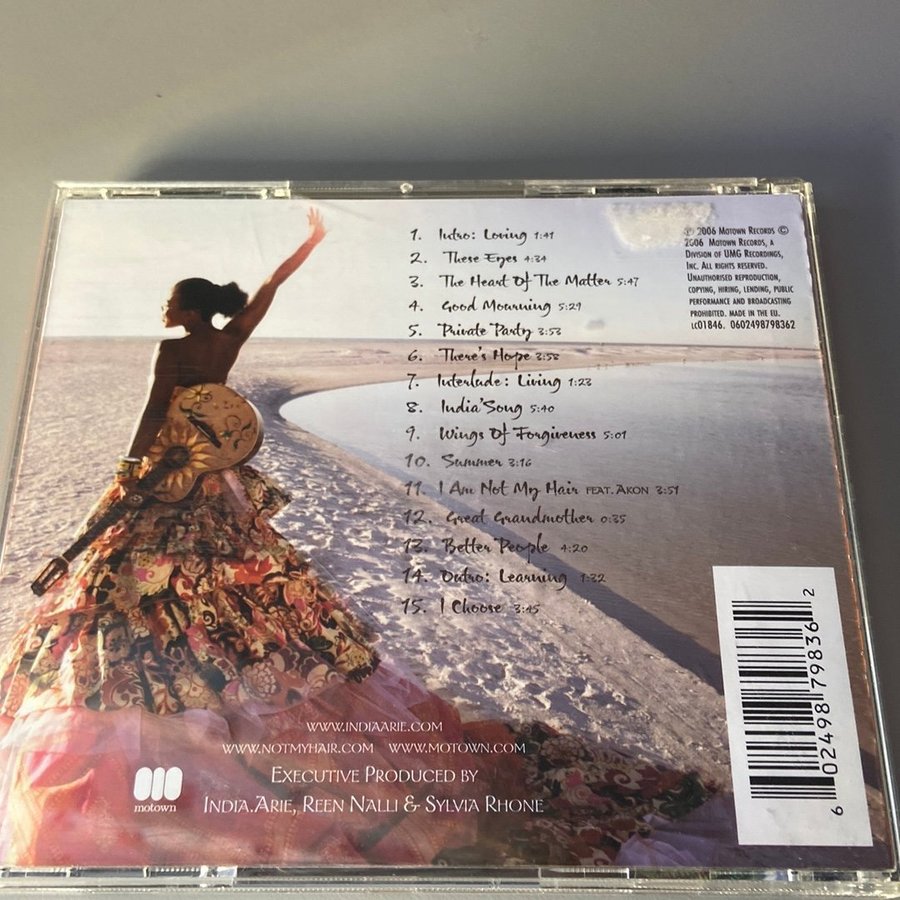 1. Intro: Loving 1:41
2. These Eyes 4:34
3. The Heart Of The Matter 5:47
4. Good Mourning 5:29
5. Private Party 3:53
6. There's Hope 3:58
7. Interlude: Living 1:23
8. India'Song 5:40
9. Wings Of Forgiveness 5:01
10. Summer 3:16
11. I Am Not My Hair FEAT. AKON 3:51
12. Great Grandmother 0:35
13. Better People 4:20
14. Outro: Learning 1:32
15. I Choose 3:45
℗ 2006 MOTOWN RECORDS ©
2006 MOTOWN RECORDS, A
DIVISION OF UMG RECORDINGS,
INC. ALL RIGHTS RESERVED.
UNAUTHORISED REPRODUCTION,
COPYING, HIRING, LENDING, PUBLIC
PERFORMANCE AND BROADCASTING
PROHIBITED. MADE IN THE EU.
LC01846. 0602498798362
WWW.INDIAARIE.COM
WWW.NOTMYHAIR.COM WWW.MOTOWN.COM
EXECUTIVE PRODUCED BY
INDIA.ARIE, REEN NALLI & SYLVIA RHONE
motown
6 02498 79836 2